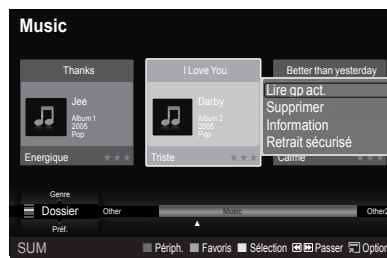 Music
Thanks
I Love You
Better than yesterday
Jee
Album 1
2005
Pop
Darby
Album 2
2005
Pop
Lire gp act.
Supprimer
Information
Retrait sécurisé
Energique
Triste
Calme
Genre
Dossier
Other
Music
Other2
Préf.
SUM
Périph.
Favoris
Sélection
Passer
Option